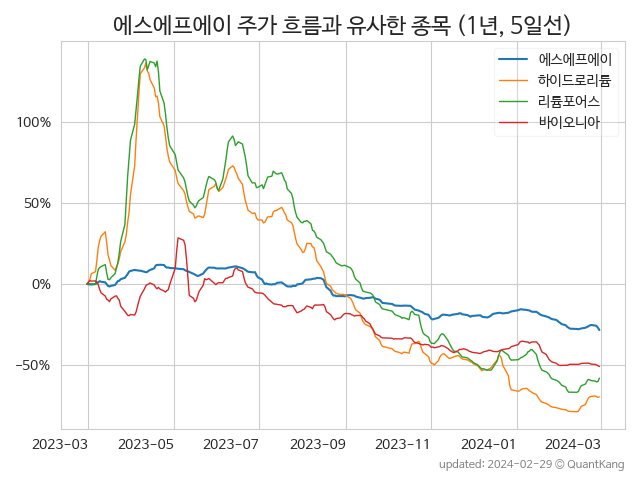 에스에프에이 주가 흐름과 유사한 종목 (1년, 5일선)
에스에프에이
하이드로리튬
리튬포어스
바이오니아
100%
50%
0%
−50%
2023-03 2023-05 2023-07 2023-09 2023-11 2024-01 2024-03
updated: 2024-02-29 © QuantKang